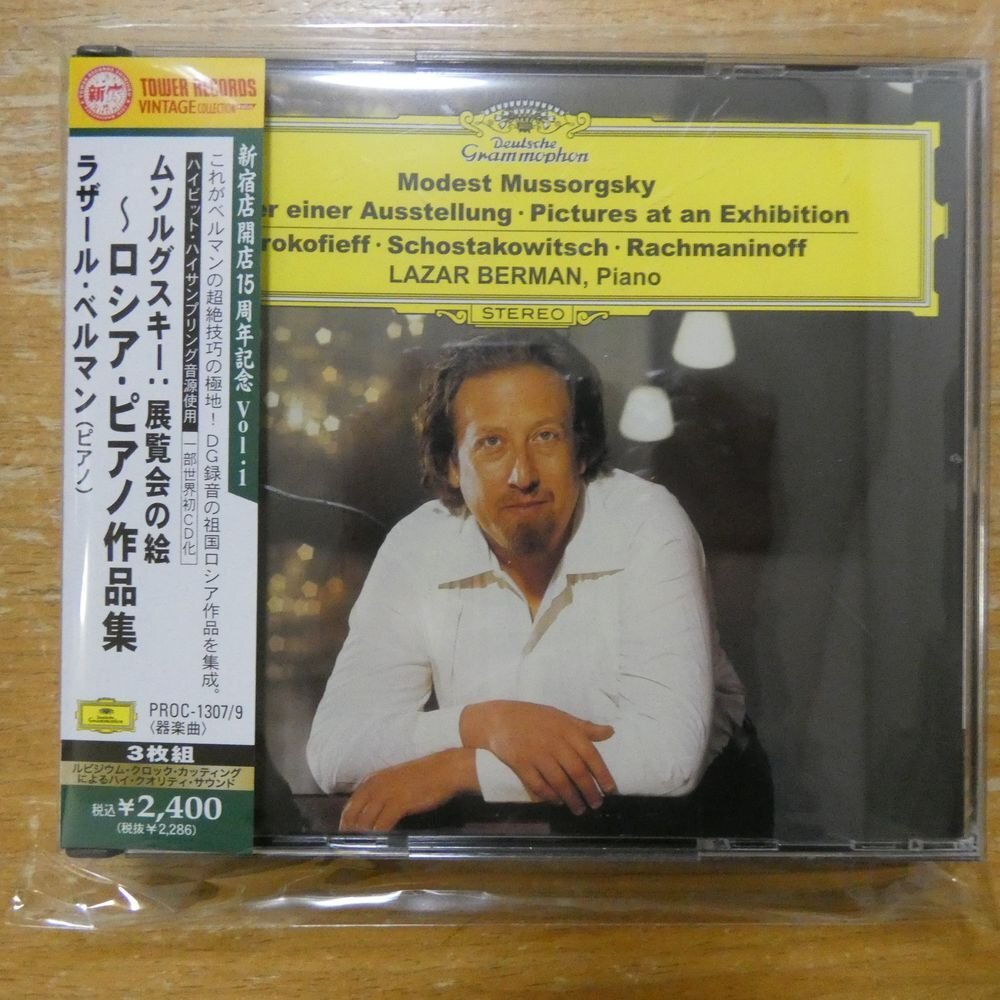 新宿
TOWER RECORDS
VINTAGE COLLECTION
新宿店開店15周年記念 Vol.1
これがベルマンの超絶技巧の極地！ DG録音の祖国ロシア作品を集成。
ハイビット・ハイサンプリング音源使用
一部世界初CD化
ムソルグスキー：展覧会の絵
〜ロシア・ピアノ作品集
ラザール・ベルマン（ピアノ）
Deutsche
Grammophon
PROC-1307/9
〈器楽曲〉
3枚組
ルビジウム・クロック・カッティング
によるハイ・クオリティ・サウンド
税込¥2,400
（税抜¥2,286）
Deutsche
Grammophon
Modest Mussorgsky
er einer Ausstellung · Pictures at an Exhibition
rokofieff · Schostakowitsch · Rachmaninoff
LAZAR BERMAN, Piano
STEREO